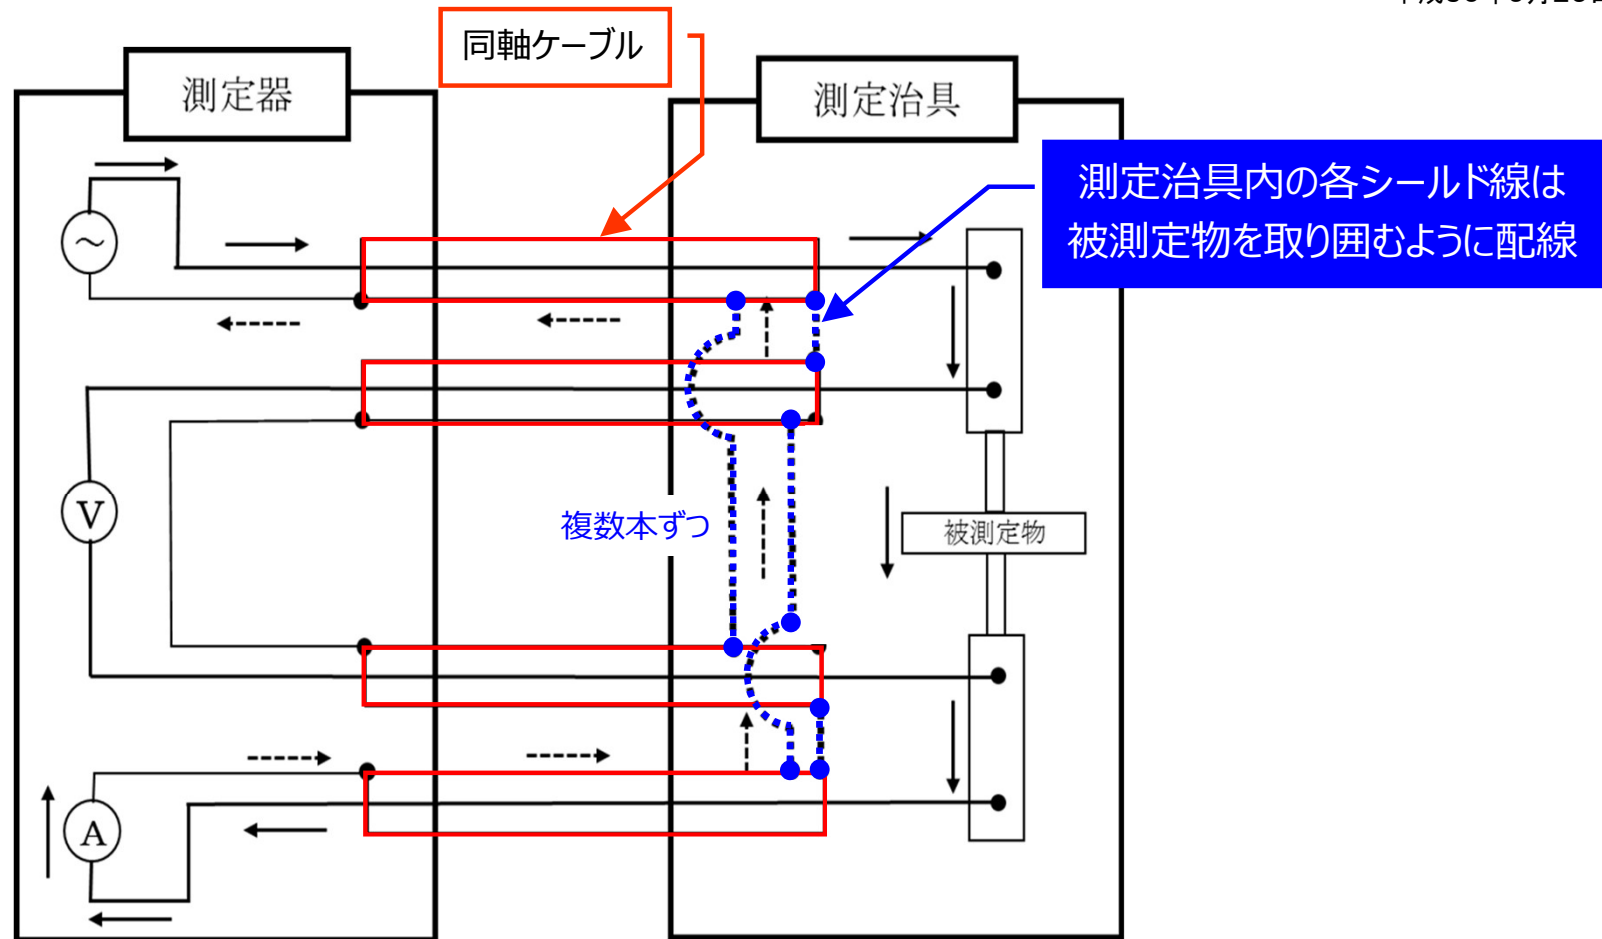 同軸ケーブル
測定器
測定治具
測定治具内の各シールド線は
被測定物を取り囲むように配線
～
V
複数本ずつ
被測定物
A